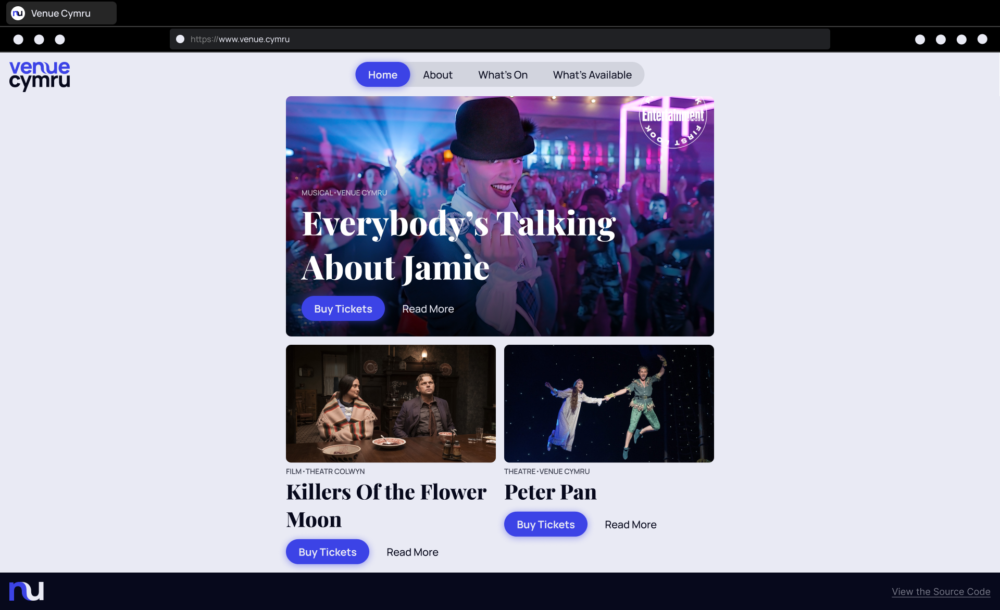 nu Venue Cymru
https://www.venue.cymru
venue
cymru
Home About What's On What's Available
Entertainment
FIRST LOOK
MUSICAL·VENUE CYMRU
Everybody's Talking
About Jamie
Buy Tickets Read More
FILM·THEATR COLWYN
Killers Of the Flower
Moon
Buy Tickets Read More
THEATRE·VENUE CYMRU
Peter Pan
Buy Tickets Read More
nu
View the Source Code